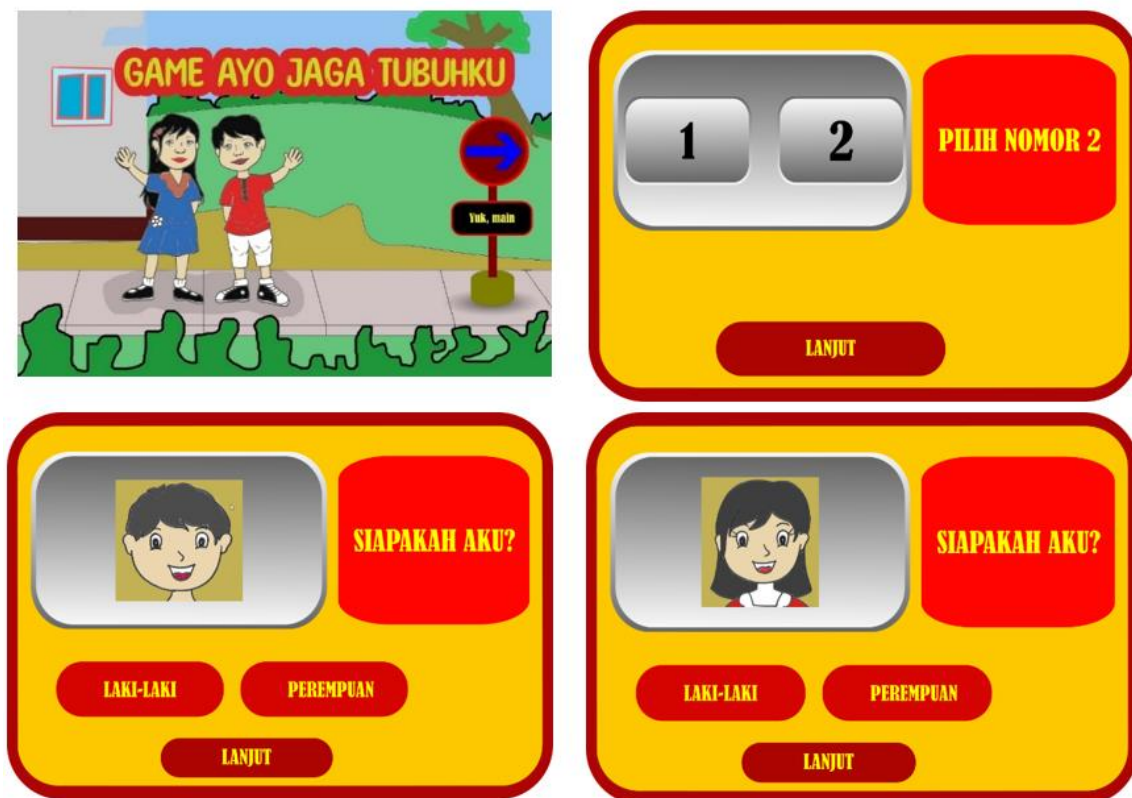 GAME AYO JAGA TUBUHKU
Yuk, main
1 2
PILIH NOMOR 2
LANJUT
SIAPAKAH AKU?
LAKI-LAKI PEREMPUAN
LANJUT
SIAPAKAH AKU?
LAKI-LAKI PEREMPUAN
LANJUT